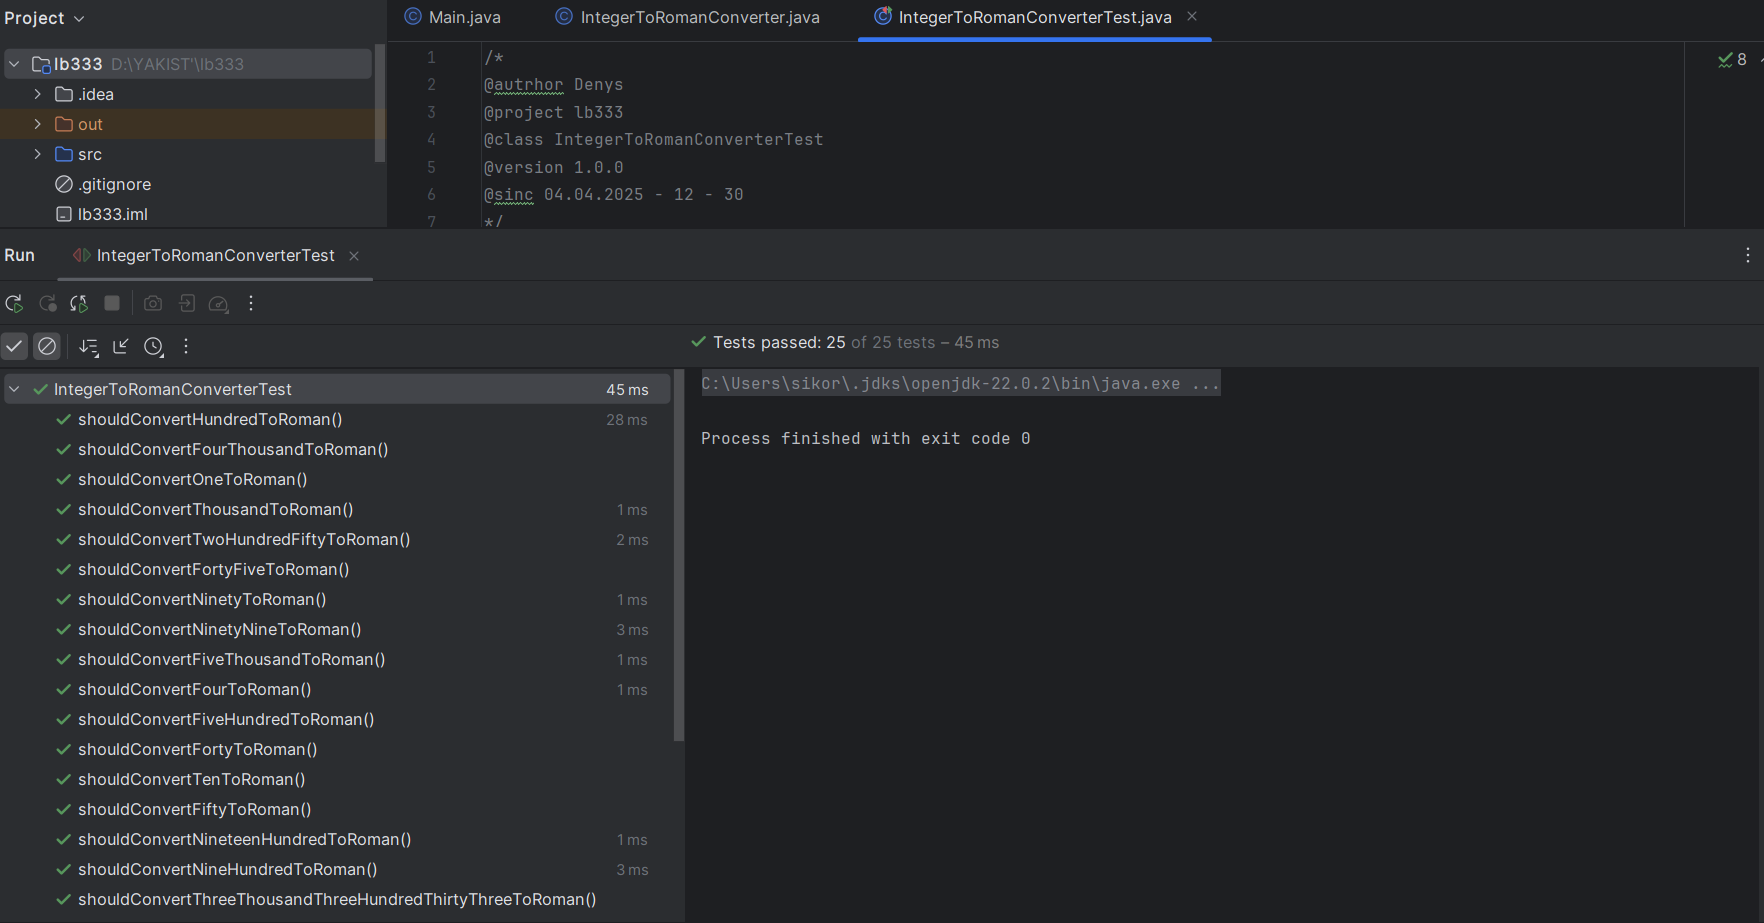 Project
Main.java
IntegerToRomanConverter.java
IntegerToRomanConverterTest.java
lb333 D:\YAKIST'\lb333
.idea
out
src
.gitignore
lb333.iml
1 /*
2 @autrhor Denys
3 @project lb333
4 @class IntegerToRomanConverterTest
5 @version 1.0.0
6 @sinc 04.04.2025 - 12 - 30
7 */
8
Run IntegerToRomanConverterTest
Tests passed: 25 of 25 tests – 45 ms
IntegerToRomanConverterTest 45 ms
shouldConvertHundredToRoman() 28 ms
shouldConvertFourThousandToRoman()
shouldConvertOneToRoman()
shouldConvertThousandToRoman() 1 ms
shouldConvertTwoHundredFiftyToRoman() 2 ms
shouldConvertFortyFiveToRoman()
shouldConvertNinetyToRoman() 1 ms
shouldConvertNinetyNineToRoman() 3 ms
shouldConvertFiveThousandToRoman() 1 ms
shouldConvertFourToRoman() 1 ms
shouldConvertFiveHundredToRoman()
shouldConvertFortyToRoman()
shouldConvertTenToRoman()
shouldConvertFiftyToRoman()
shouldConvertNineteenHundredToRoman() 1 ms
shouldConvertNineHundredToRoman() 3 ms
shouldConvertThreeThousandThreeHundredThirtyThreeToRoman()
C:\Users\sikor\.jdks\openjdk-22.0.2\bin\java.exe ...
Process finished with exit code 0